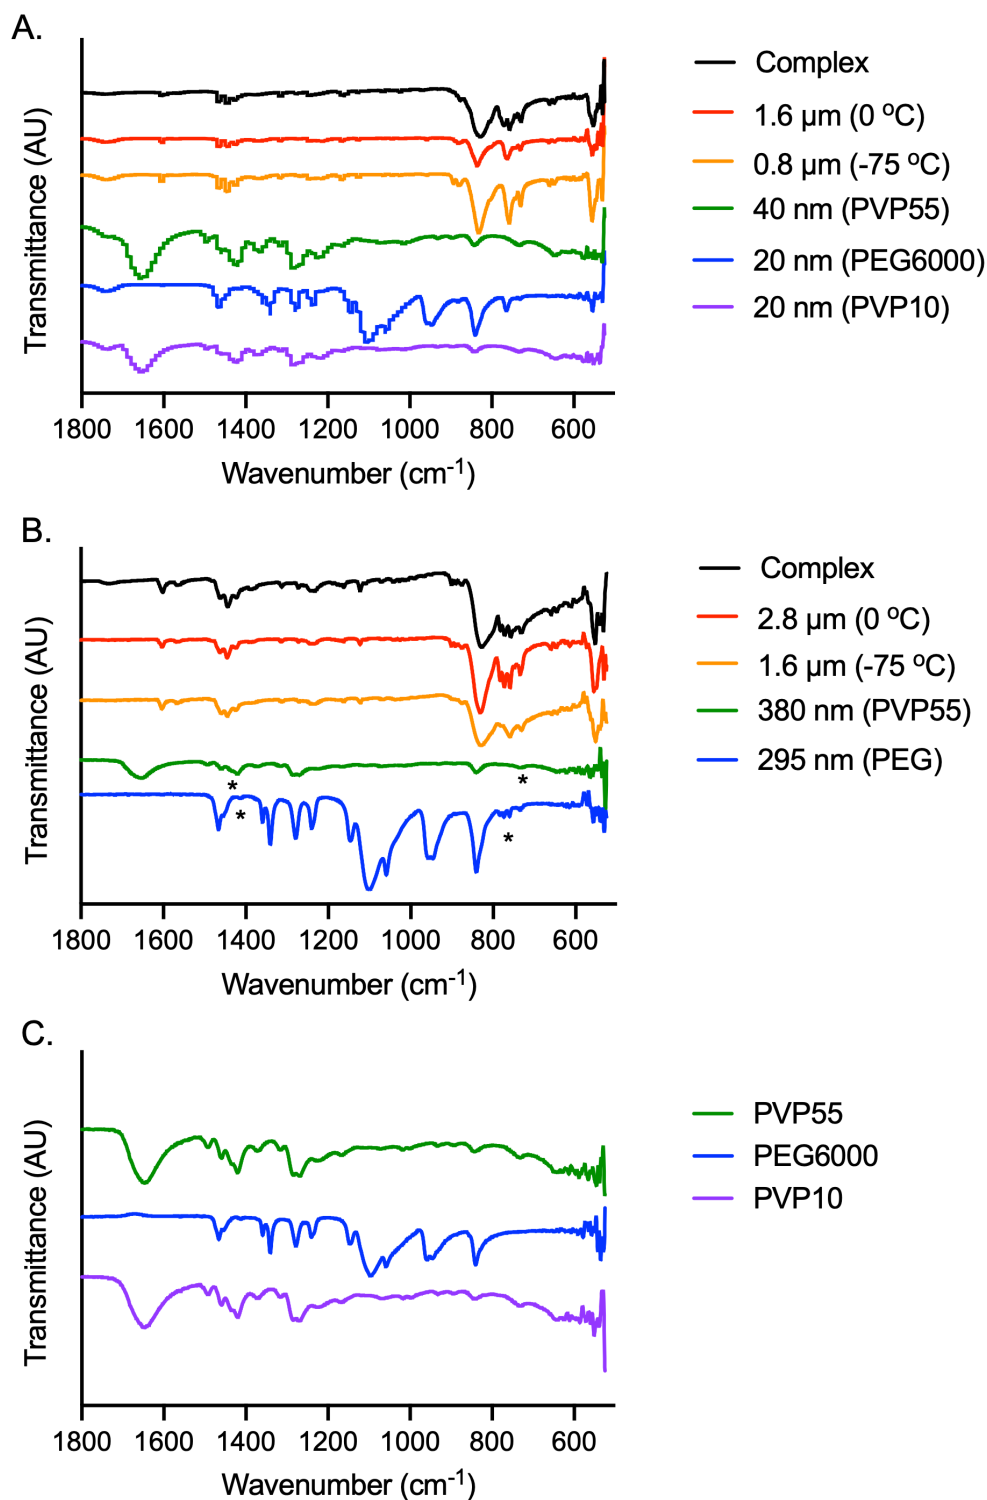 A.
Transmittance (AU)
Complex
1.6 µm (0 ºC)
0.8 µm (-75 ºC)
40 nm (PVP55)
20 nm (PEG6000)
20 nm (PVP10)
1800 1600 1400 1200 1000 800 600
Wavenumber (cm-1)
B.
Transmittance (AU)
Complex
2.8 µm (0 ºC)
1.6 µm (-75 ºC)
380 nm (PVP55)
295 nm (PEG)
* *
* *
1800 1600 1400 1200 1000 800 600
Wavenumber (cm-1)
C.
Transmittance (AU)
PVP55
PEG6000
PVP10
1800 1600 1400 1200 1000 800 600
Wavenumber (cm-1)